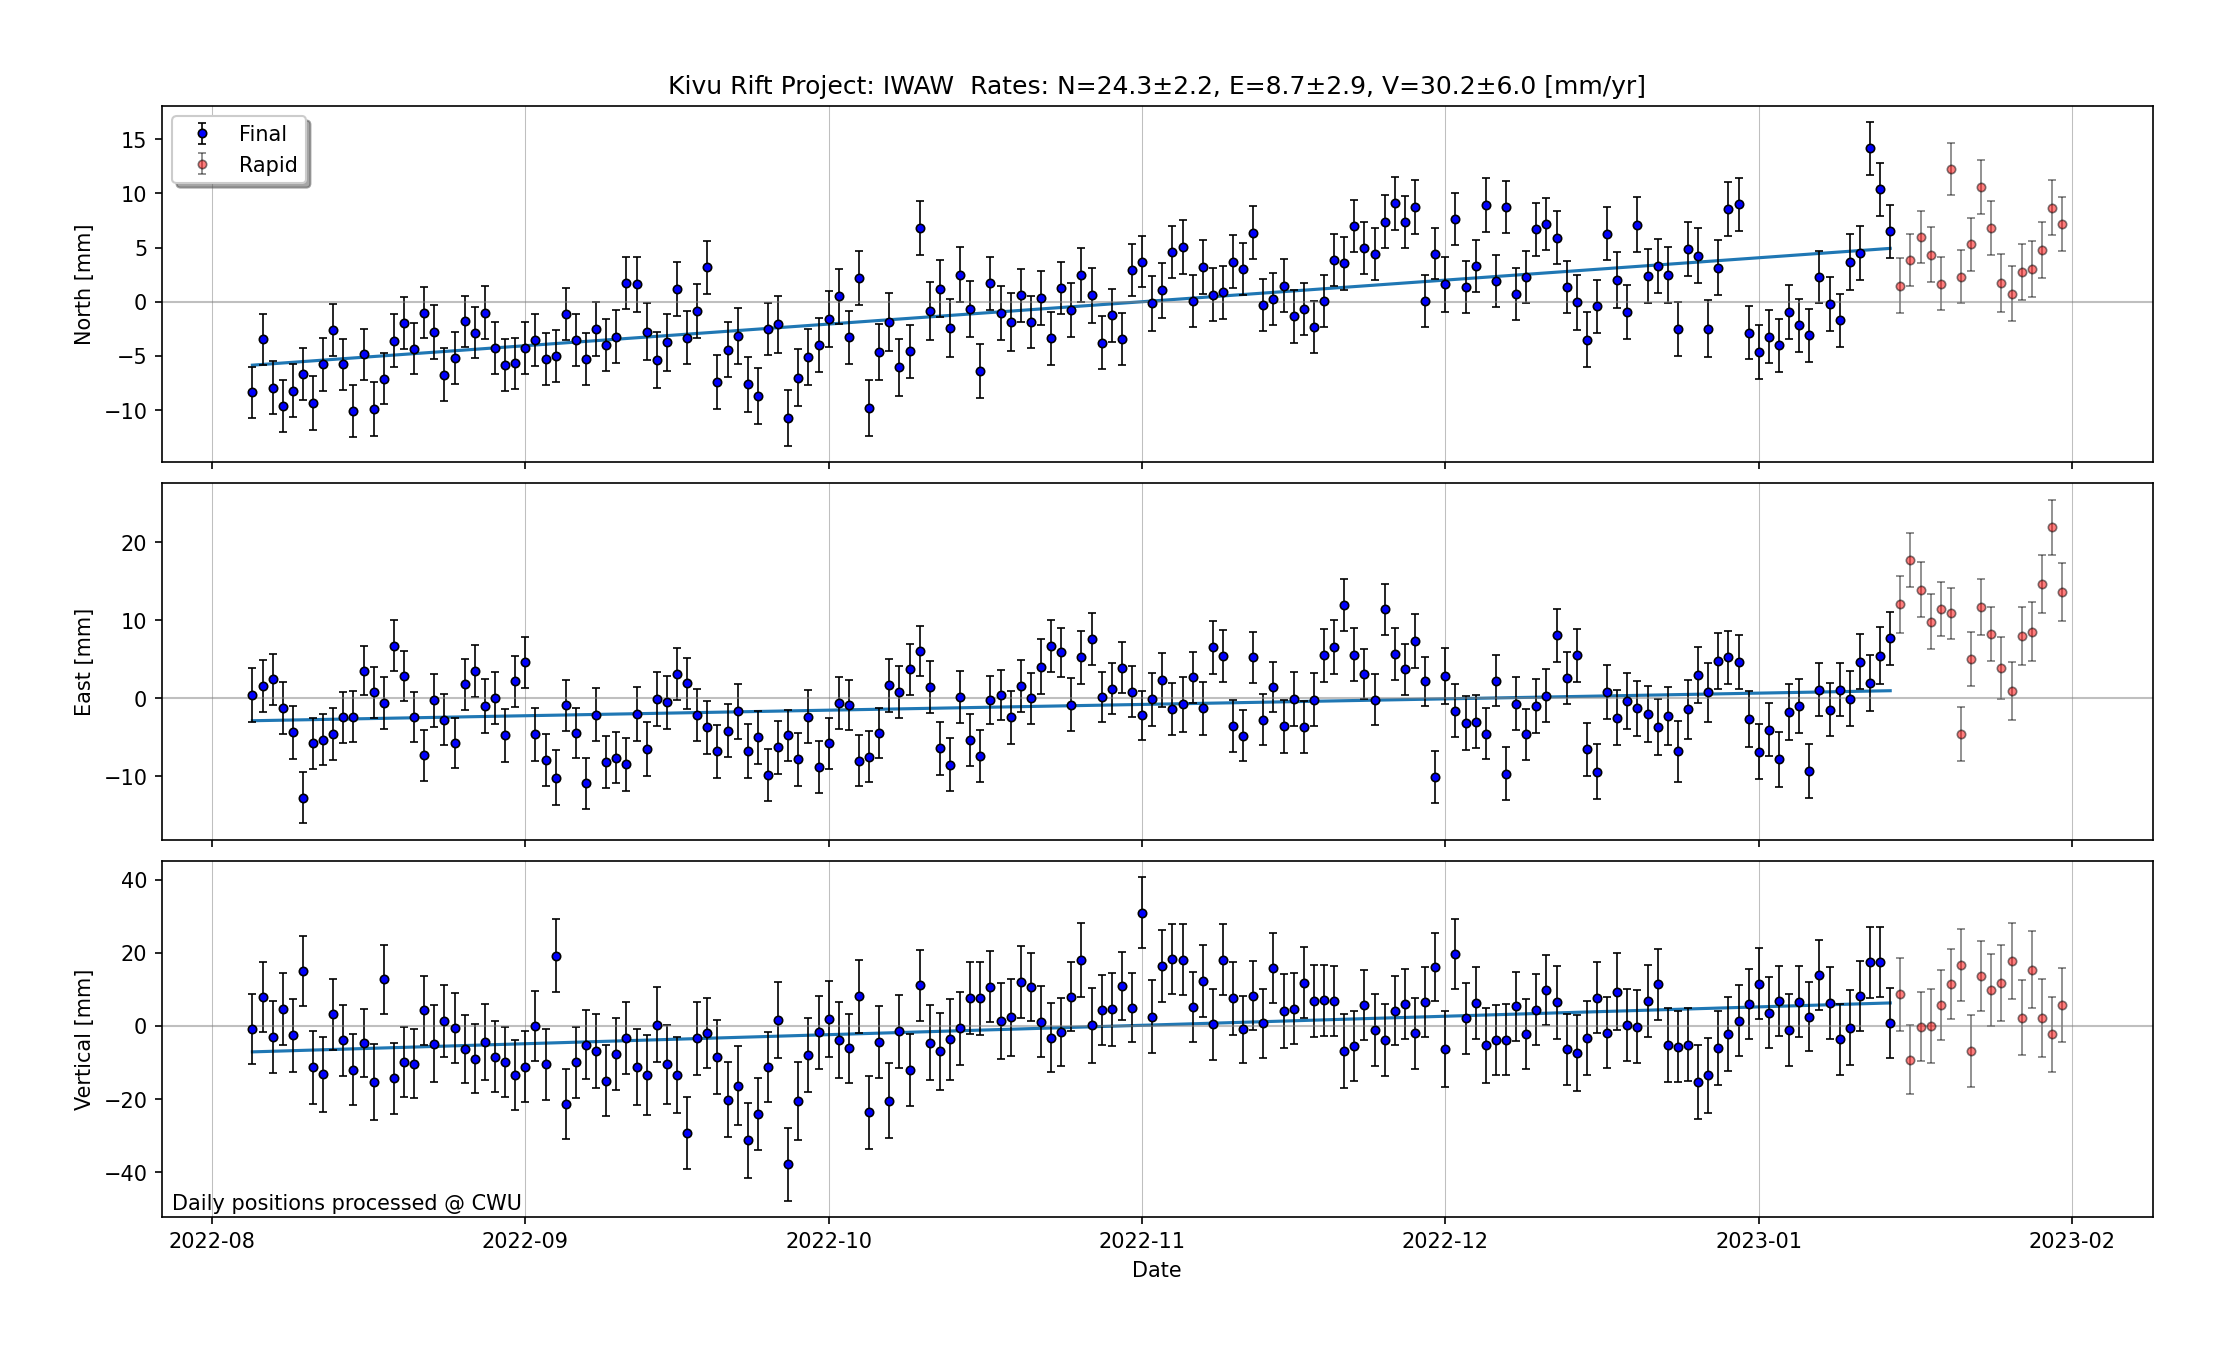 Kivu Rift Project: IWAW  Rates: N=24.3±2.2, E=8.7±2.9, V=30.2±6.0 [mm/yr]
Final
Rapid
North [mm]
15
10
5
0
−5
−10
East [mm]
20
10
0
−10
Vertical [mm]
40
20
0
−20
−40
Daily positions processed @ CWU
2022-08 2022-09 2022-10 2022-11 2022-12 2023-01 2023-02
Date